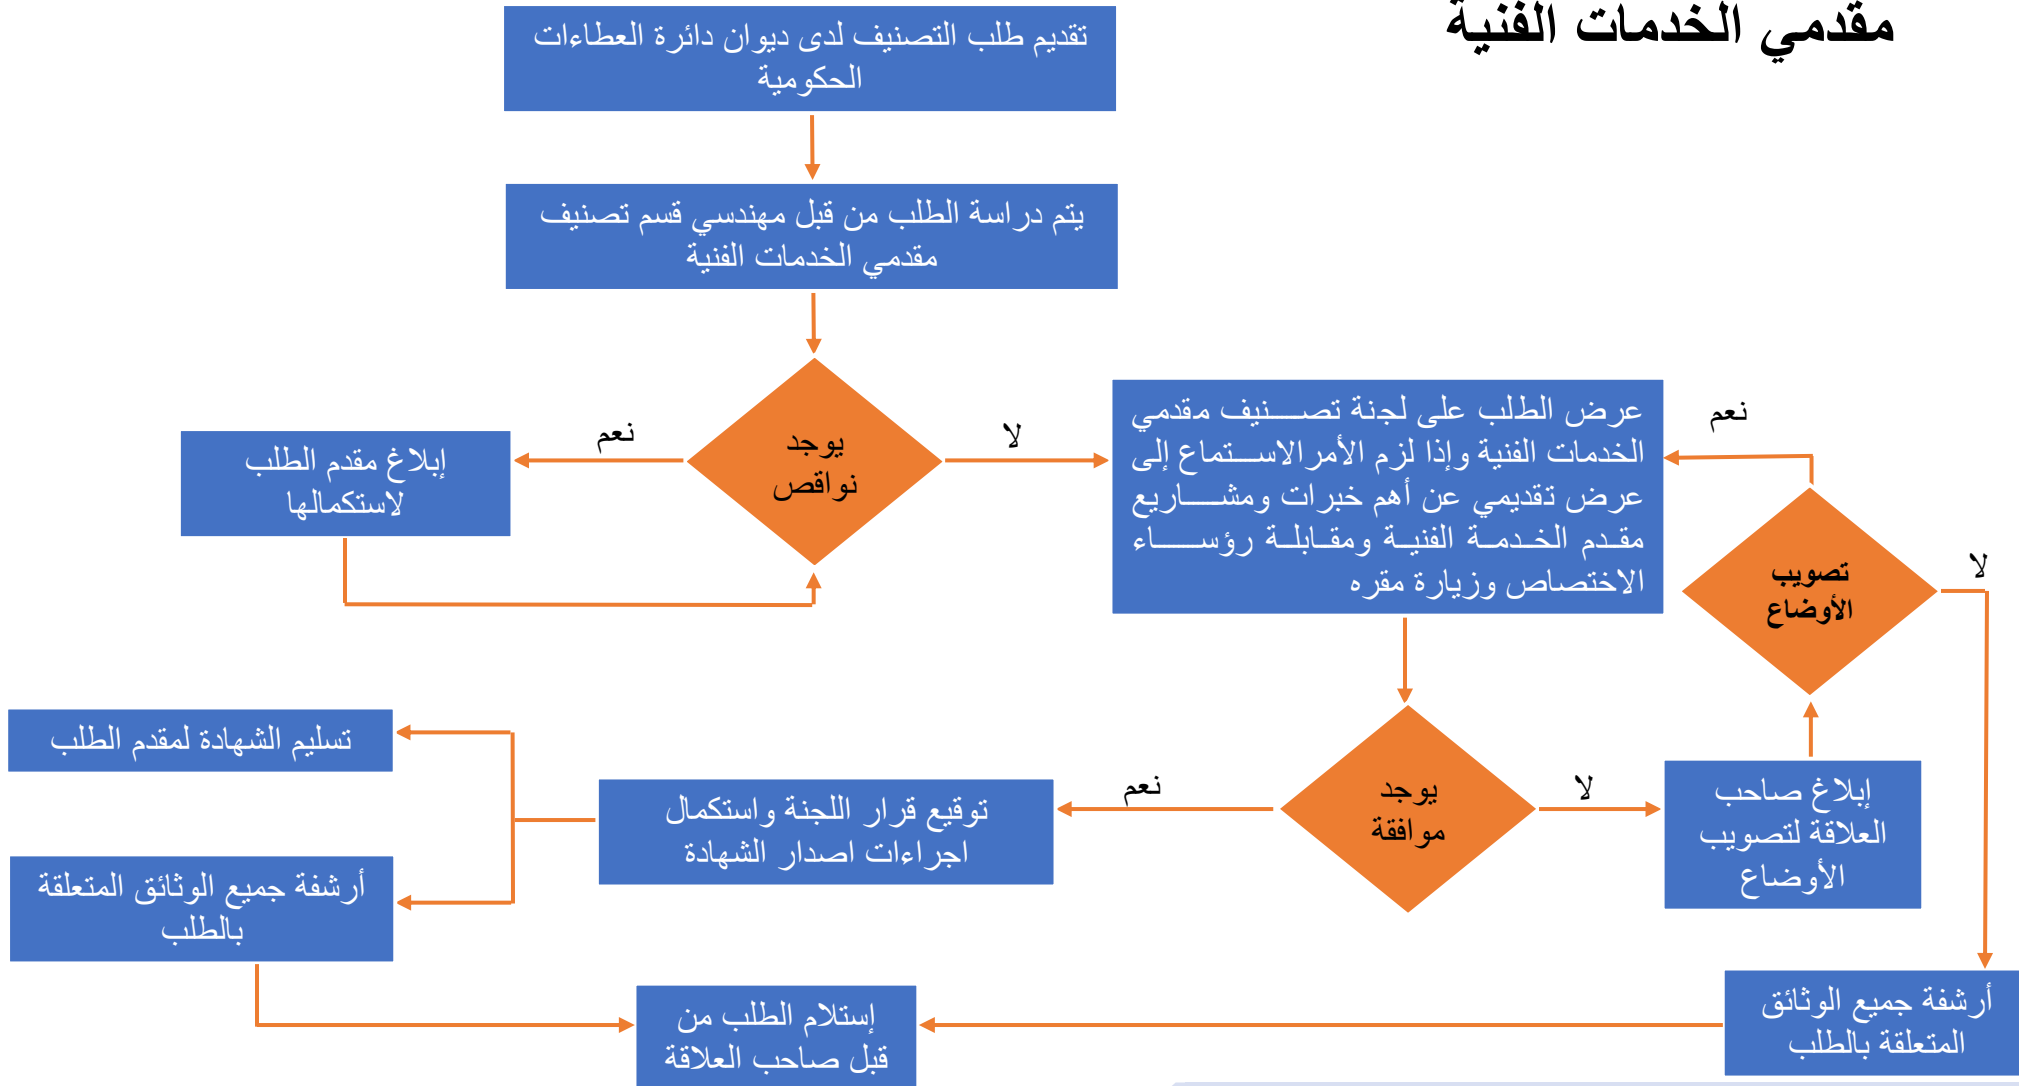 مقدمي الخدمات الفنية
تقديم طلب التصنيف لدى ديوان دائرة العطاءات
الحكومية
يتم دراسة الطلب من قبل مهندسي قسم تصنيف
مقدمي الخدمات الفنية
يوجد
نواقص
نعم
لا
إبلاغ مقدم الطلب
لاستكمالها
عرض الطلب على لجنة تصنيف مقدمي
الخدمات الفنية وإذا لزم الأمر الاستماع إلى
عرض تقديمي عن أهم خبرات ومشاريع
مقدم الخدمة الفنية ومقابلة رؤساء
الاختصاص وزيارة مقره
نعم
تصويب
الأوضاع
لا
يوجد
موافقة
نعم
لا
إبلاغ صاحب
العلاقة لتصويب
الأوضاع
توقيع قرار اللجنة واستكمال
اجراءات اصدار الشهادة
تسليم الشهادة لمقدم الطلب
أرشفة جميع الوثائق المتعلقة
بالطلب
إستلام الطلب من
قبل صاحب العلاقة
أرشفة جميع الوثائق
المتعلقة بالطلب